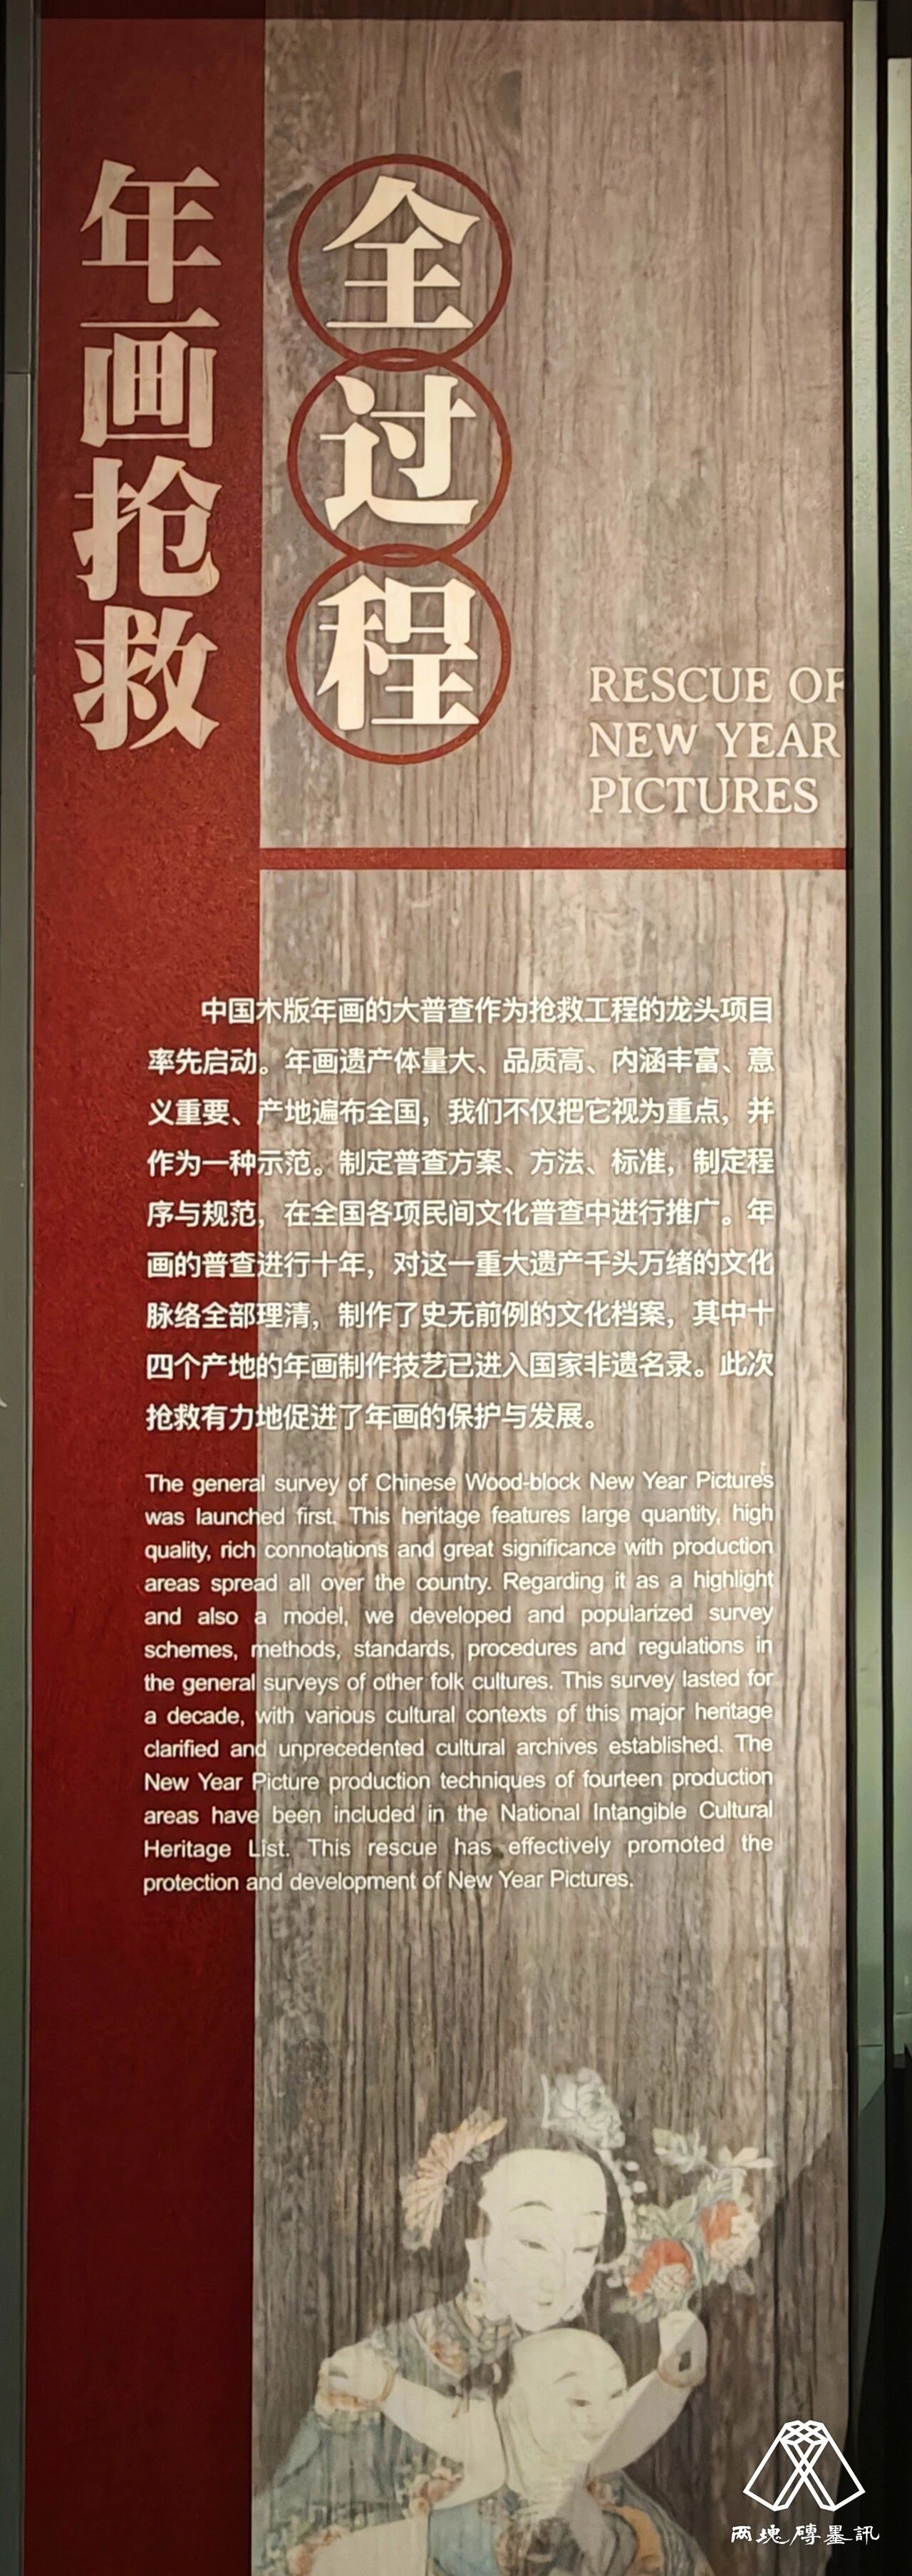 年画抢救
全过程
RESCUE OF
NEW YEAR
PICTURES
中国木版年画的大普查作为抢救工程的龙头项目
率先启动。年画遗产体量大、品质高、内涵丰富、意
义重要、产地遍布全国，我们不仅把它视为重点，并
作为一种示范。制定普查方案、方法、标准，制定程
序与规范，在全国各项民间文化普查中进行推广。年
画的普查进行十年，对这一重大遗产千头万绪的文化
脉络全部理清，制作了史无前例的文化档案，其中十
四个产地的年画制作技艺已进入国家非遗名录。此次
抢救有力地促进了年画的保护与发展。
The general survey of Chinese Wood-block New Year Pictures
was launched first. This heritage features large quantity, high
quality, rich connotations and great significance with production
areas spread all over the country. Regarding it as a highlight
and also a model, we developed and popularized survey
schemes, methods, standards, procedures and regulations in
the general surveys of other folk cultures. This survey lasted for
a decade, with various cultural contexts of this major heritage
clarified and unprecedented cultural archives established. The
New Year Picture production techniques of fourteen production
areas have been included in the National Intangible Cultural
Heritage List. This rescue has effectively promoted the
protection and development of New Year Pictures.
两塊磚墨訊